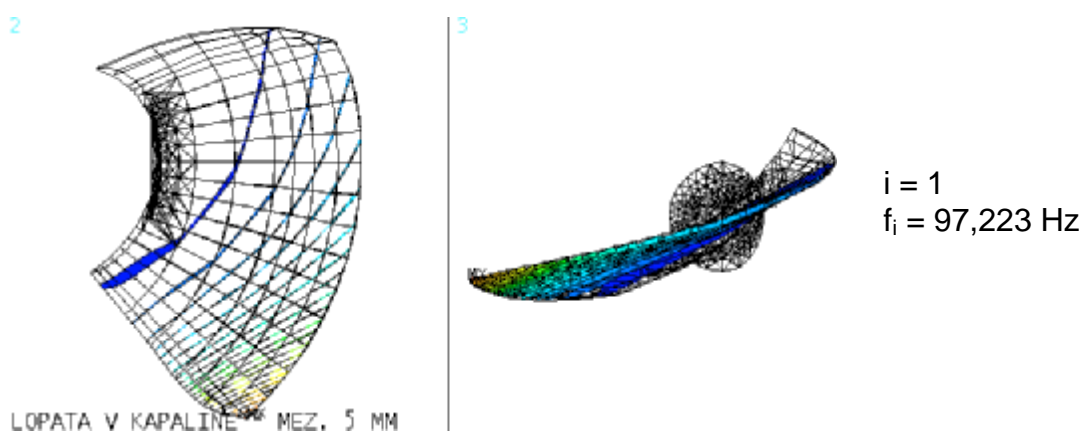 2
3
i = 1
fᵢ = 97,223 Hz
LOPATA V KAPALINE MEZ. 5 MM